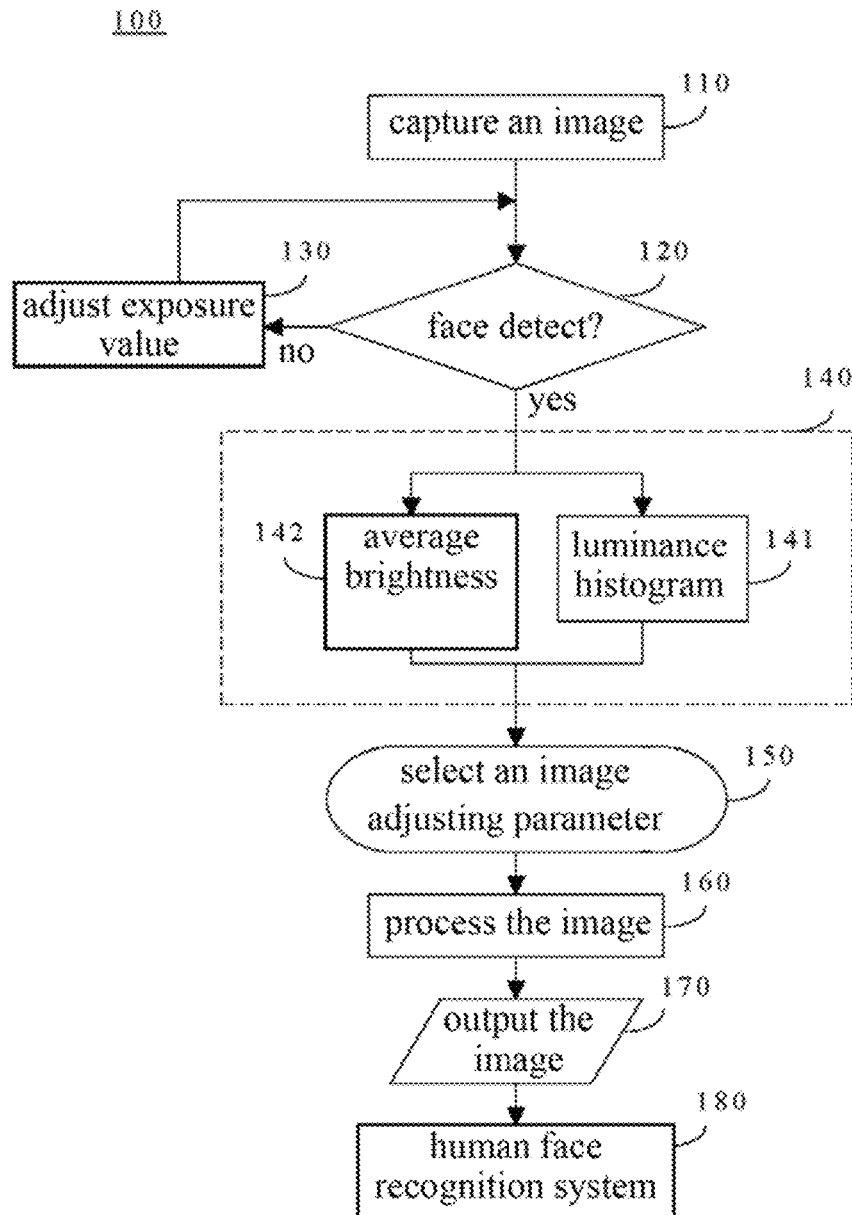 100
110
capture an image
130
120
adjust exposure
value
face detect?
no
yes
140
142
average
brightness
luminance
histogram
141
select an image
adjusting parameter
150
160
process the image
170
output the
image
180
human face
recognition system